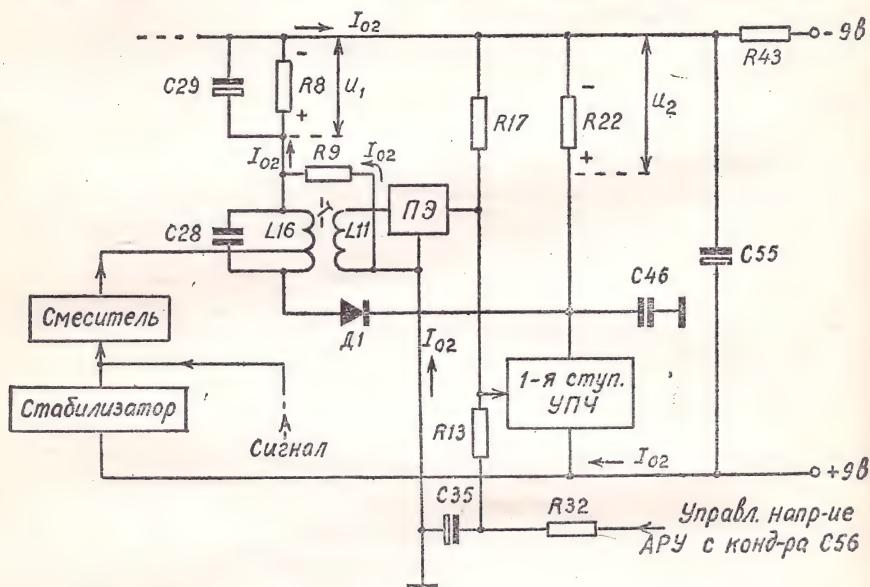 I₀₂
- 9в
R43
C29
-
R8
+
u₁
R17
-
R22
+
u₂
I₀₂
R9
I₀₂
ПЭ
C28
L16
L11
C55
C46
Смеситель
Д1
I₀₂
1-я ступ.
УПЧ
Стабилизатор
R13
Сигнал
I₀₂
+9в
C35
R32
Управл. напр-ие
АРУ с конд-ра C56